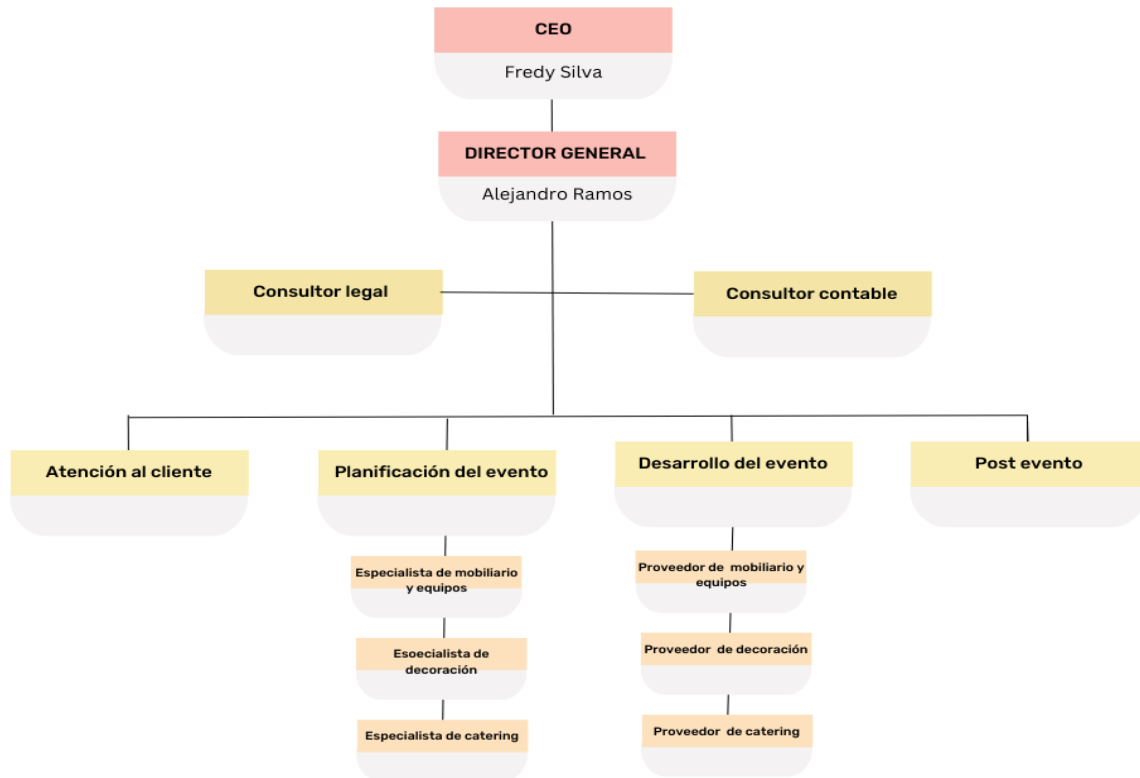 CEO
Fredy Silva
DIRECTOR GENERAL
Alejandro Ramos
Consultor legal
Consultor contable
Atención al cliente
Planificación del evento
Desarrollo del evento
Post evento
Especialista de mobiliario
y equipos
Esoecialista de
decoración
Especialista de catering
Proveedor de mobiliario y
equipos
Proveedor de decoración
Proveedor de catering